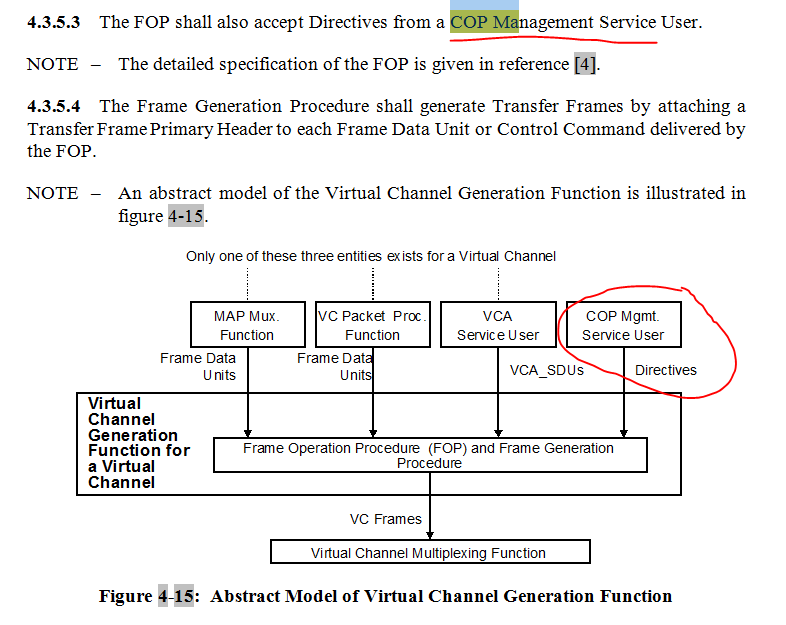 4.3.5.3 The FOP shall also accept Directives from a COP Management Service User.
NOTE – The detailed specification of the FOP is given in reference [4].
4.3.5.4 The Frame Generation Procedure shall generate Transfer Frames by attaching a
Transfer Frame Primary Header to each Frame Data Unit or Control Command delivered by
the FOP.
NOTE – An abstract model of the Virtual Channel Generation Function is illustrated in
figure 4-15.
Only one of these three entities exists for a Virtual Channel
MAP Mux.
Function
VC Packet Proc.
Function
VCA
Service User
COP Mgmt.
Service User
Frame Data
Units
Frame Data
Units
VCA_SDUs
Directives
Virtual
Channel
Generation
Function for
a Virtual
Channel
Frame Operation Procedure (FOP) and Frame Generation
Procedure
VC Frames
Virtual Channel Multiplexing Function
Figure 4-15: Abstract Model of Virtual Channel Generation Function